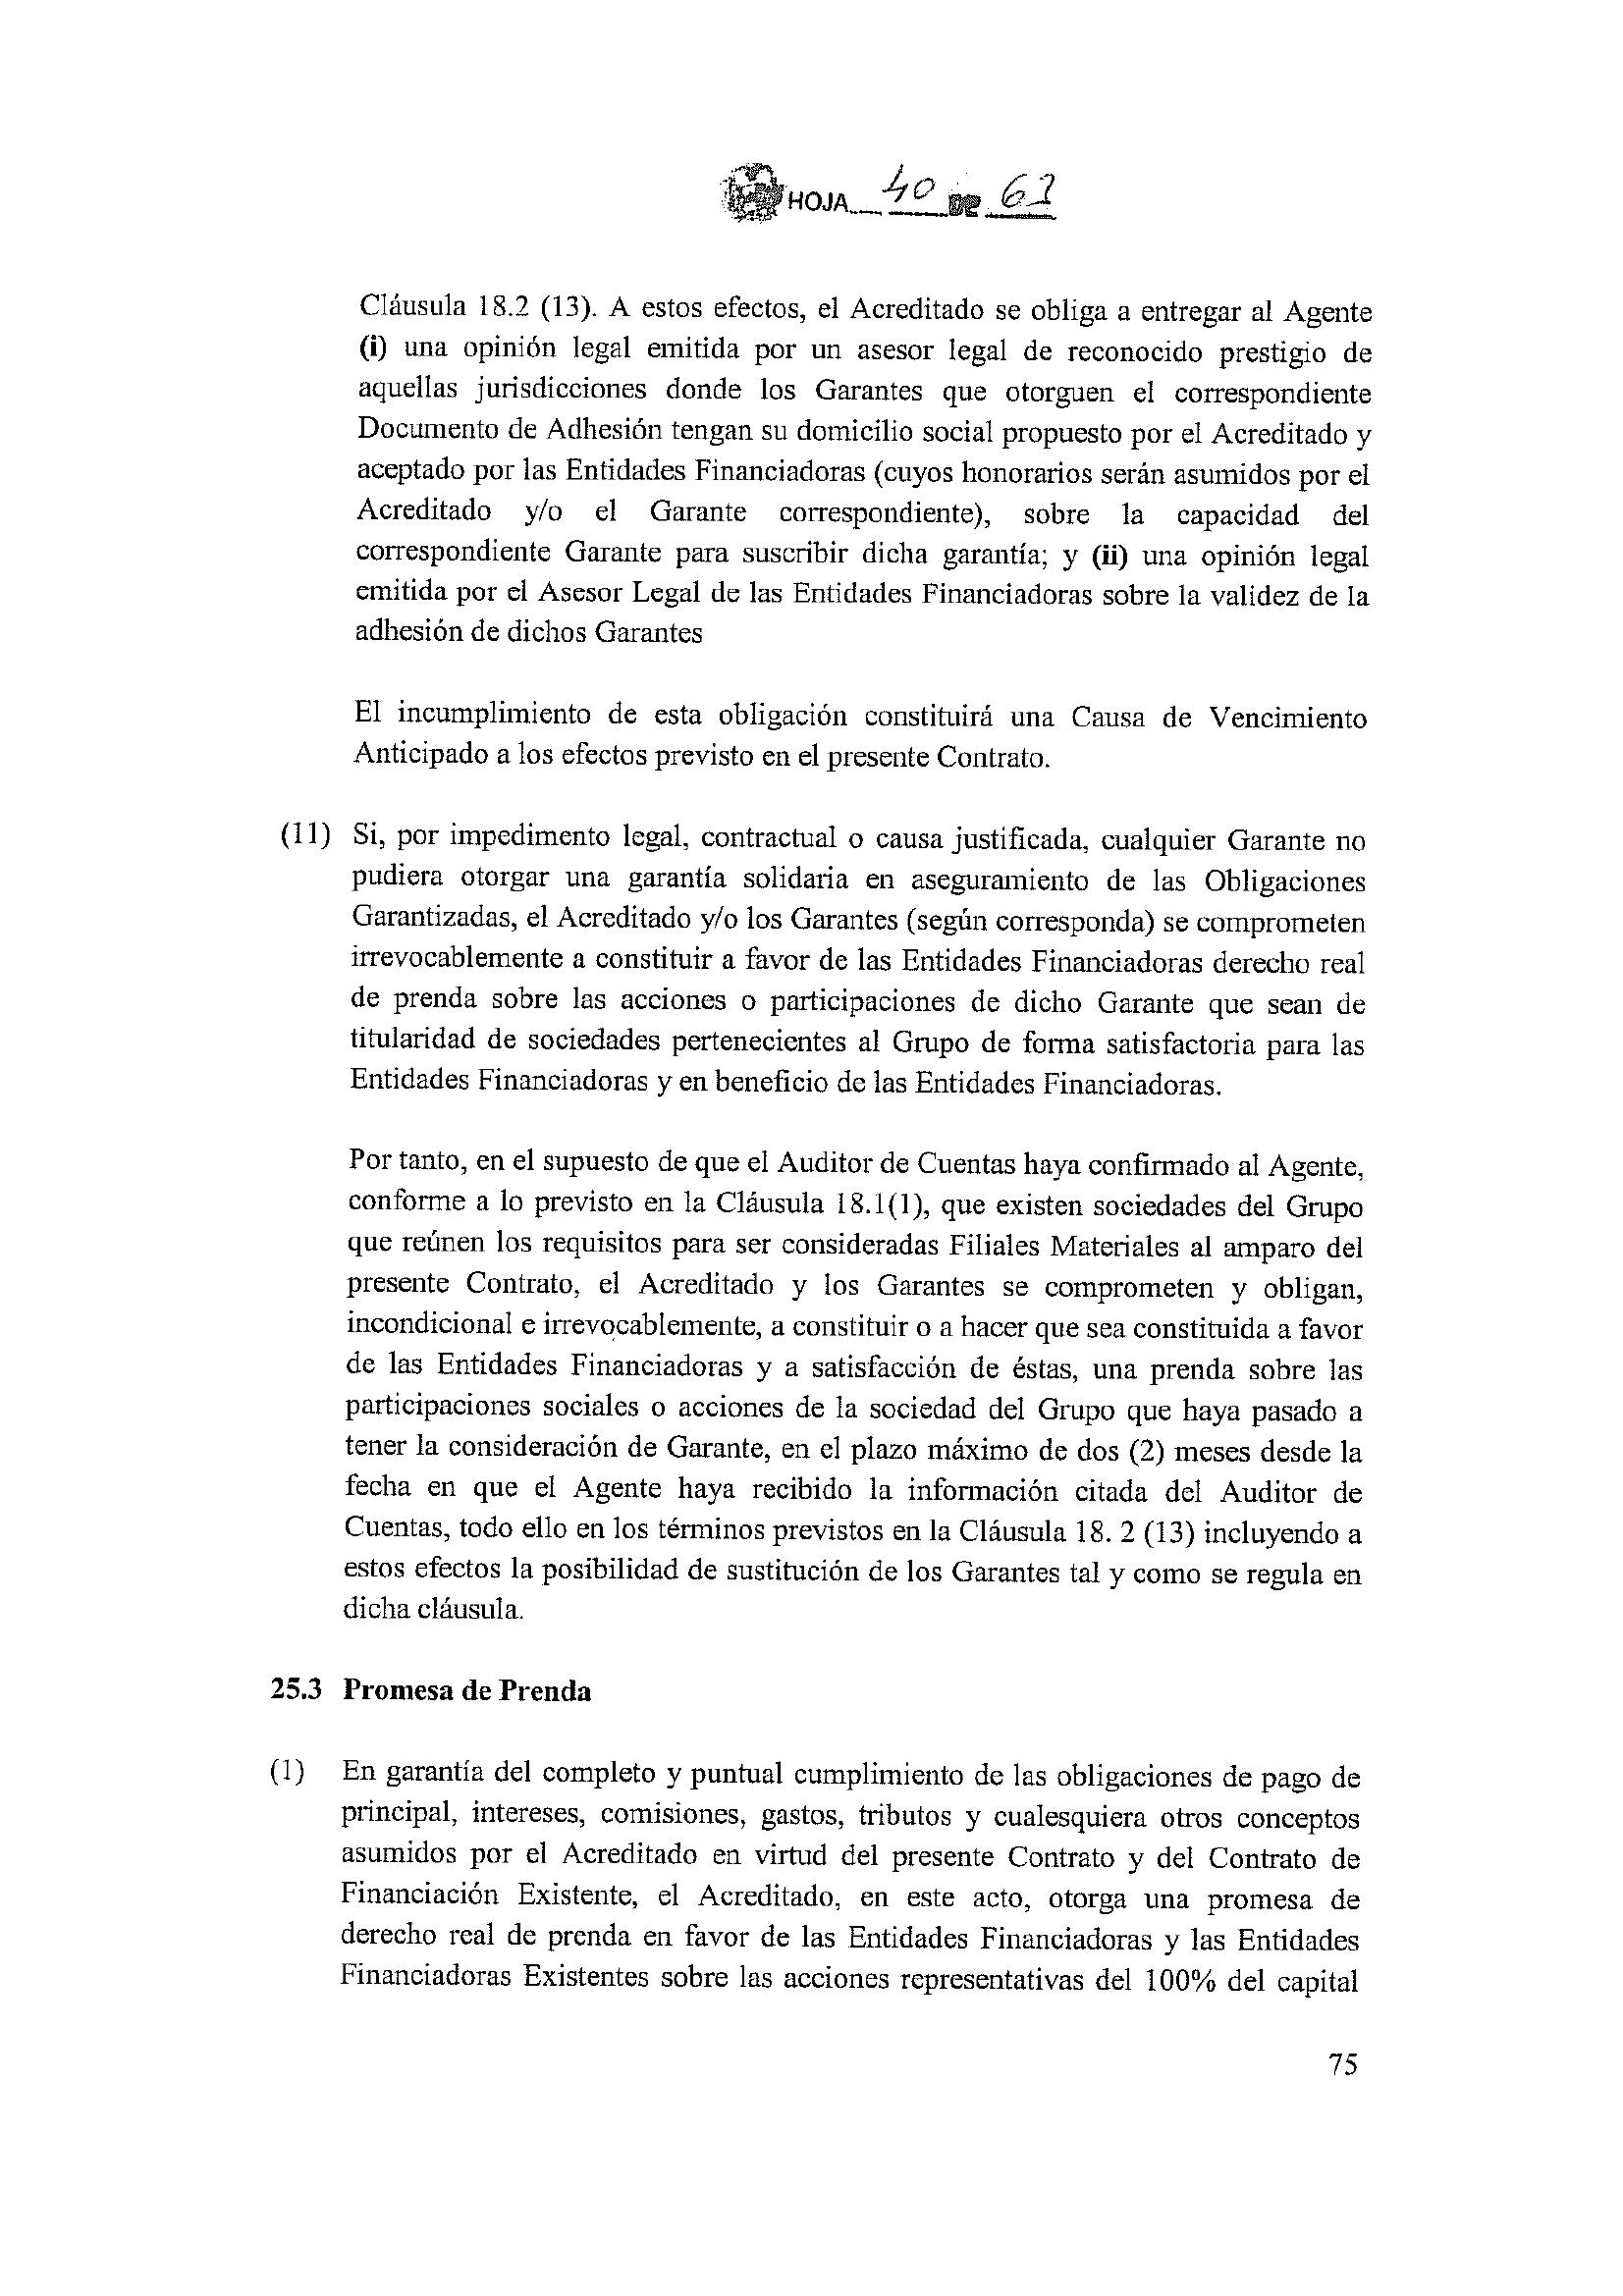 HOJA 40 DE 61
Cláusula 18.2 (13). A estos efectos, el Acreditado se obliga a entregar al Agente
(i) una opinión legal emitida por un asesor legal de reconocido prestigio de
aquellas jurisdicciones donde los Garantes que otorguen el correspondiente
Documento de Adhesión tengan su domicilio social propuesto por el Acreditado y
aceptado por las Entidades Financiadoras (cuyos honorarios serán asumidos por el
Acreditado y/o el Garante correspondiente), sobre la capacidad del
correspondiente Garante para suscribir dicha garantía; y (ii) una opinión legal
emitida por el Asesor Legal de las Entidades Financiadoras sobre la validez de la
adhesión de dichos Garantes
El incumplimiento de esta obligación constituirá una Causa de Vencimiento
Anticipado a los efectos previsto en el presente Contrato.
(11) Si, por impedimento legal, contractual o causa justificada, cualquier Garante no
pudiera otorgar una garantía solidaria en aseguramiento de las Obligaciones
Garantizadas, el Acreditado y/o los Garantes (según corresponda) se comprometen
irrevocablemente a constituir a favor de las Entidades Financiadoras derecho real
de prenda sobre las acciones o participaciones de dicho Garante que sean de
titularidad de sociedades pertenecientes al Grupo de forma satisfactoria para las
Entidades Financiadoras y en beneficio de las Entidades Financiadoras.
Por tanto, en el supuesto de que el Auditor de Cuentas haya confirmado al Agente,
conforme a lo previsto en la Cláusula 18.1(1), que existen sociedades del Grupo
que reúnen los requisitos para ser consideradas Filiales Materiales al amparo del
presente Contrato, el Acreditado y los Garantes se comprometen y obligan,
incondicional e irrevocablemente, a constituir o a hacer que sea constituida a favor
de las Entidades Financiadoras y a satisfacción de éstas, una prenda sobre las
participaciones sociales o acciones de la sociedad del Grupo que haya pasado a
tener la consideración de Garante, en el plazo máximo de dos (2) meses desde la
fecha en que el Agente haya recibido la información citada del Auditor de
Cuentas, todo ello en los términos previstos en la Cláusula 18. 2 (13) incluyendo a
estos efectos la posibilidad de sustitución de los Garantes tal y como se regula en
dicha cláusula.
25.3 Promesa de Prenda
(1) En garantía del completo y puntual cumplimiento de las obligaciones de pago de
principal, intereses, comisiones, gastos, tributos y cualesquiera otros conceptos
asumidos por el Acreditado en virtud del presente Contrato y del Contrato de
Financiación Existente, el Acreditado, en este acto, otorga una promesa de
derecho real de prenda en favor de las Entidades Financiadoras y las Entidades
Financiadoras Existentes sobre las acciones representativas del 100% del capital
75